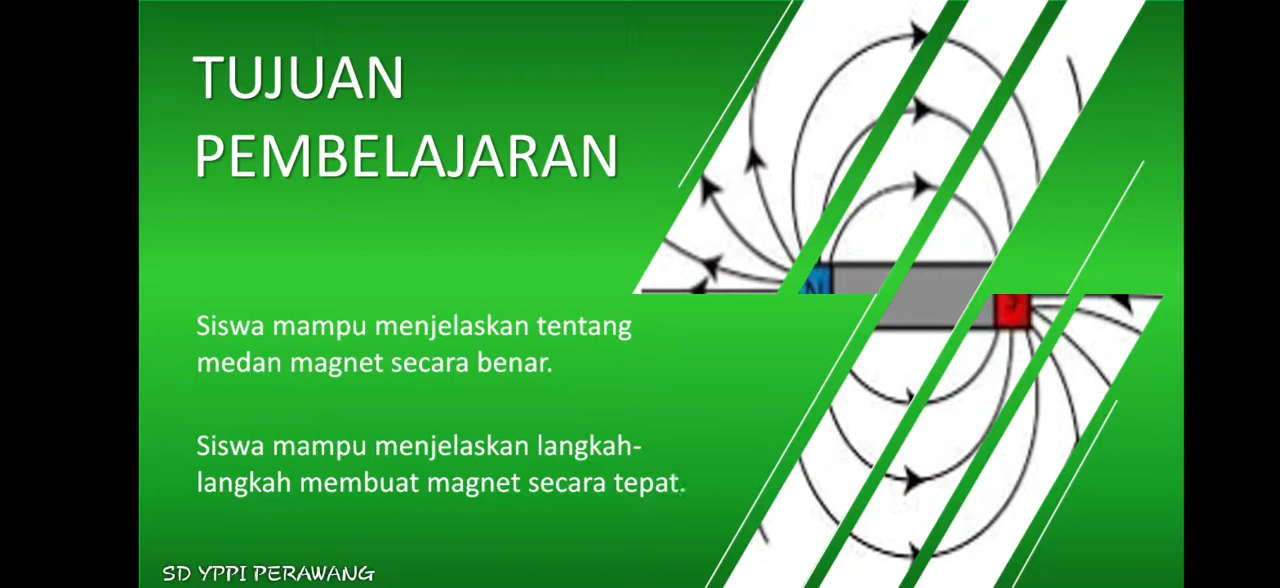 TUJUAN
PEMBELAJARAN
Siswa mampu menjelaskan tentang
medan magnet secara benar.
Siswa mampu menjelaskan langkah-
langkah membuat magnet secara tepat.
N
S
SD YPPI PERAWANG